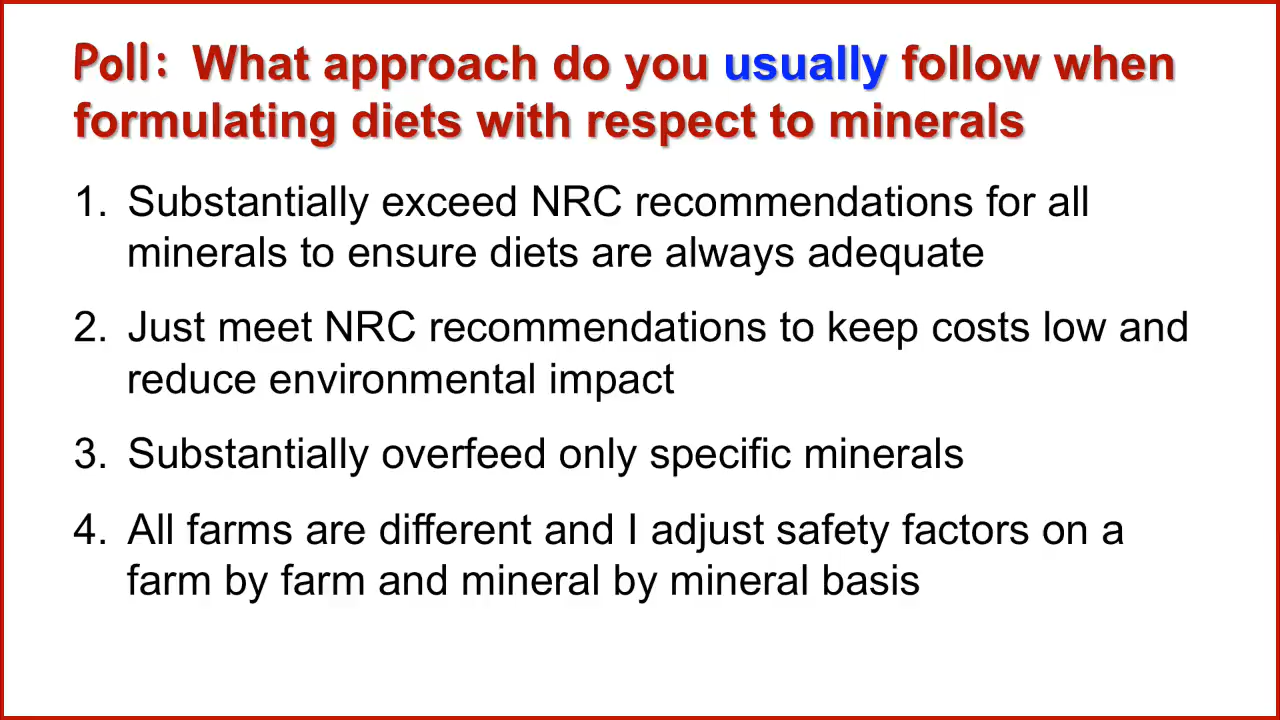 Poll: What approach do you usually follow when
formulating diets with respect to minerals
1. Substantially exceed NRC recommendations for all
minerals to ensure diets are always adequate
2. Just meet NRC recommendations to keep costs low and
reduce environmental impact
3. Substantially overfeed only specific minerals
4. All farms are different and I adjust safety factors on a
farm by farm and mineral by mineral basis